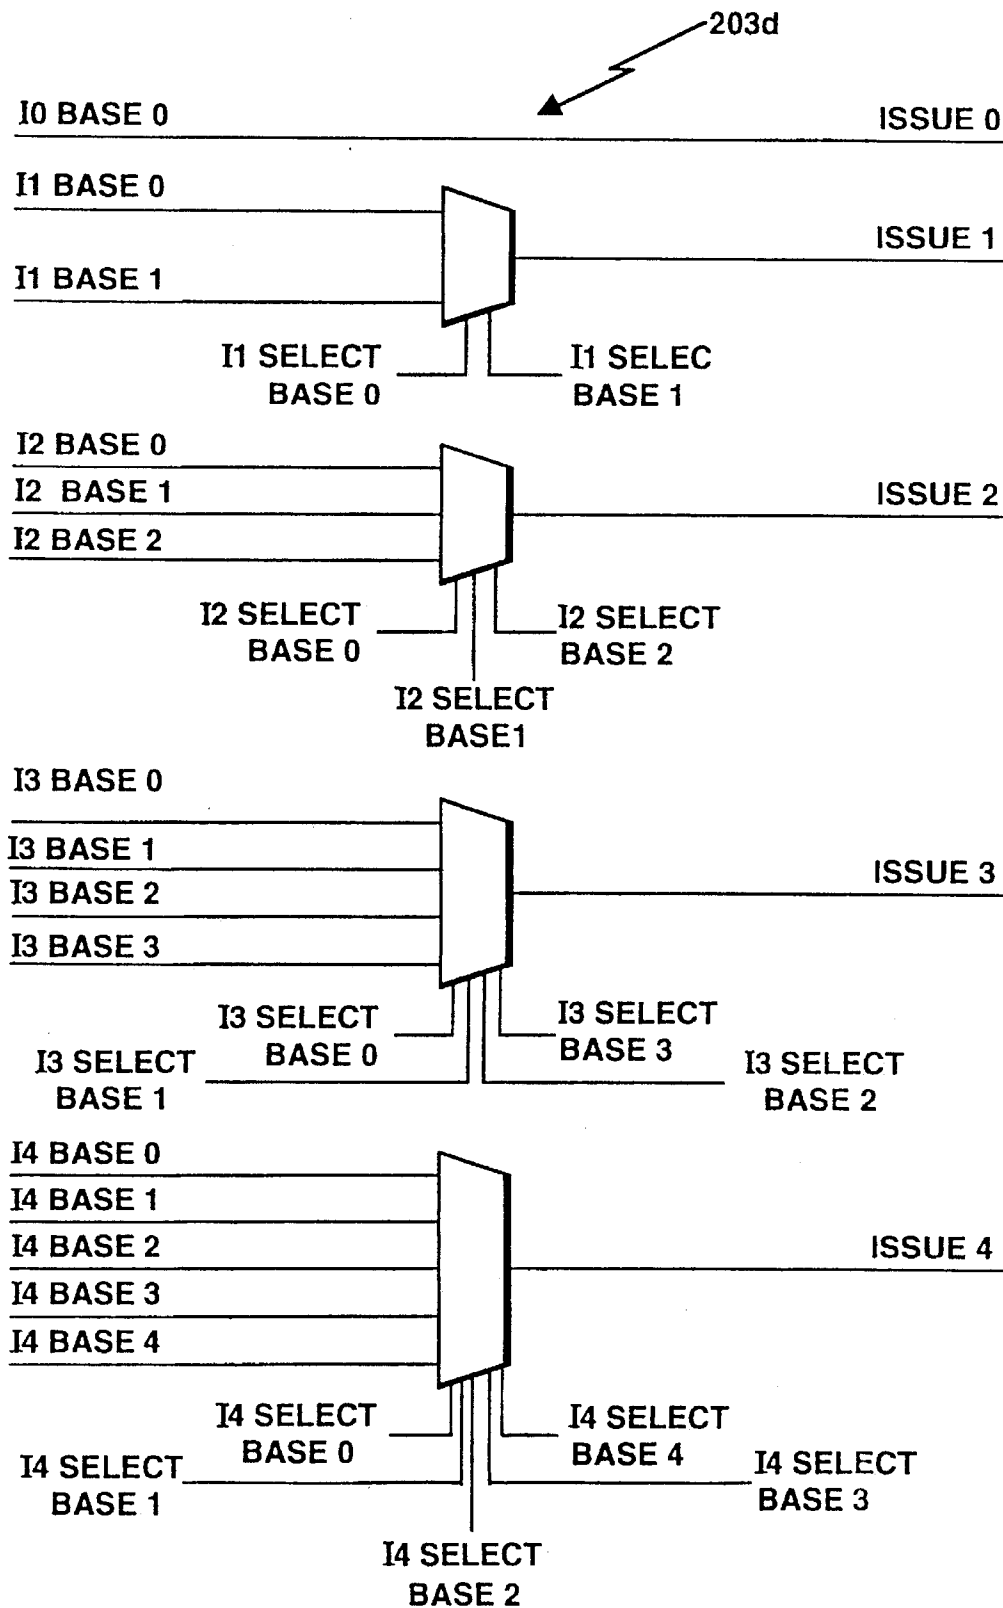 203d
I0 BASE 0
ISSUE 0
I1 BASE 0
ISSUE 1
I1 BASE 1
I1 SELECT
BASE 0
I1 SELEC
BASE 1
I2 BASE 0
I2 BASE 1
ISSUE 2
I2 BASE 2
I2 SELECT
BASE 0
I2 SELECT
BASE 2
I2 SELECT
BASE1
I3 BASE 0
I3 BASE 1
ISSUE 3
I3 BASE 2
I3 BASE 3
I3 SELECT
BASE 0
I3 SELECT
BASE 3
I3 SELECT
BASE 1
I3 SELECT
BASE 2
I4 BASE 0
I4 BASE 1
I4 BASE 2
ISSUE 4
I4 BASE 3
I4 BASE 4
I4 SELECT
BASE 0
I4 SELECT
BASE 4
I4 SELECT
BASE 1
I4 SELECT
BASE 3
I4 SELECT
BASE 2